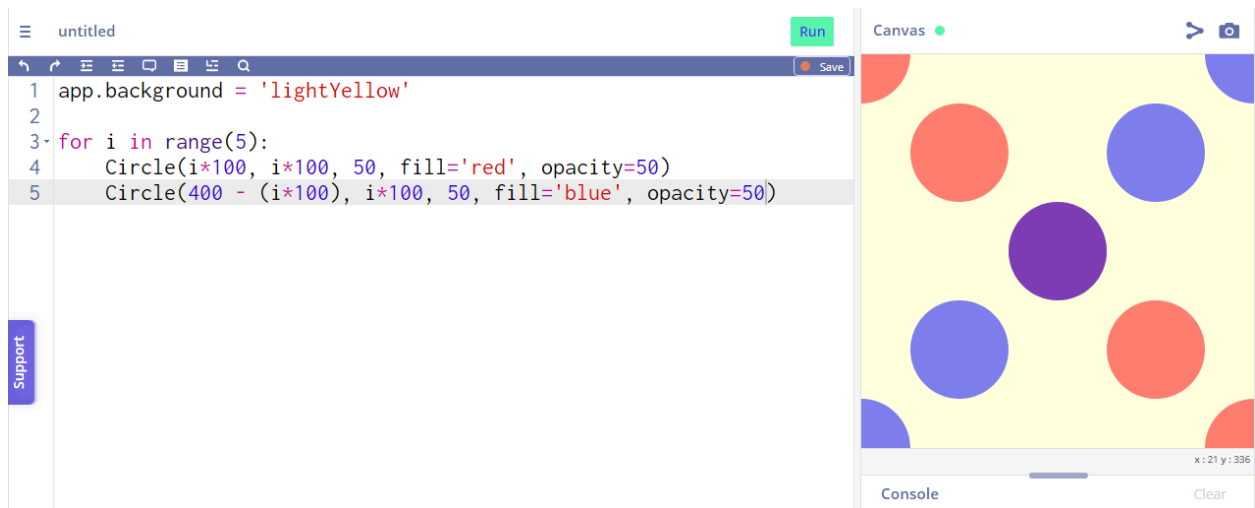 untitled
Run
Save
1 app.background = 'lightYellow'
2
3 for i in range(5):
4     Circle(i*100, i*100, 50, fill='red', opacity=50)
5     Circle(400 - (i*100), i*100, 50, fill='blue', opacity=50)
Support
Canvas
x : 21 y : 336
Console
Clear